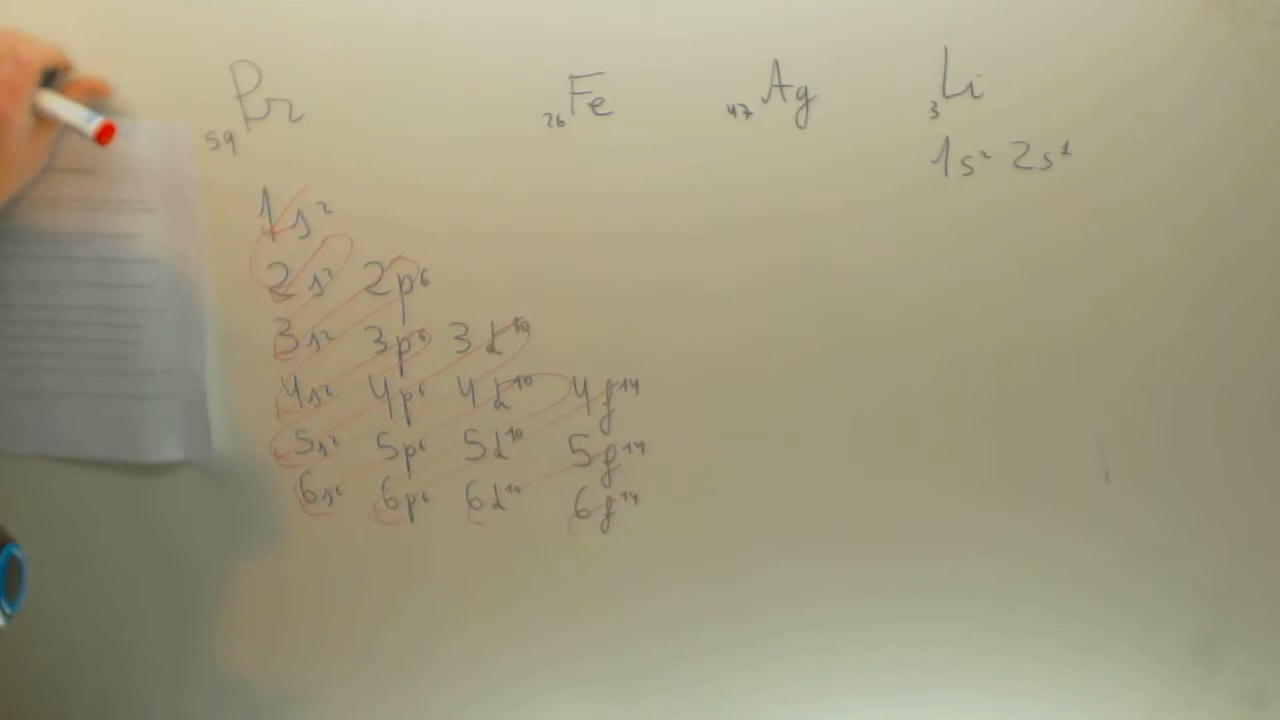 ₅₉Pr ₂₆Fe ₄₇Ag ₃Li
1s² 2s¹
1s²
2s² 2p⁶
3s² 3p⁶ 3d¹⁰
4s² 4p⁶ 4d¹⁰ 4f¹⁴
5s² 5p⁶ 5d¹⁰ 5f¹⁴
6s² 6p⁶ 6d¹⁰ 6f¹⁴